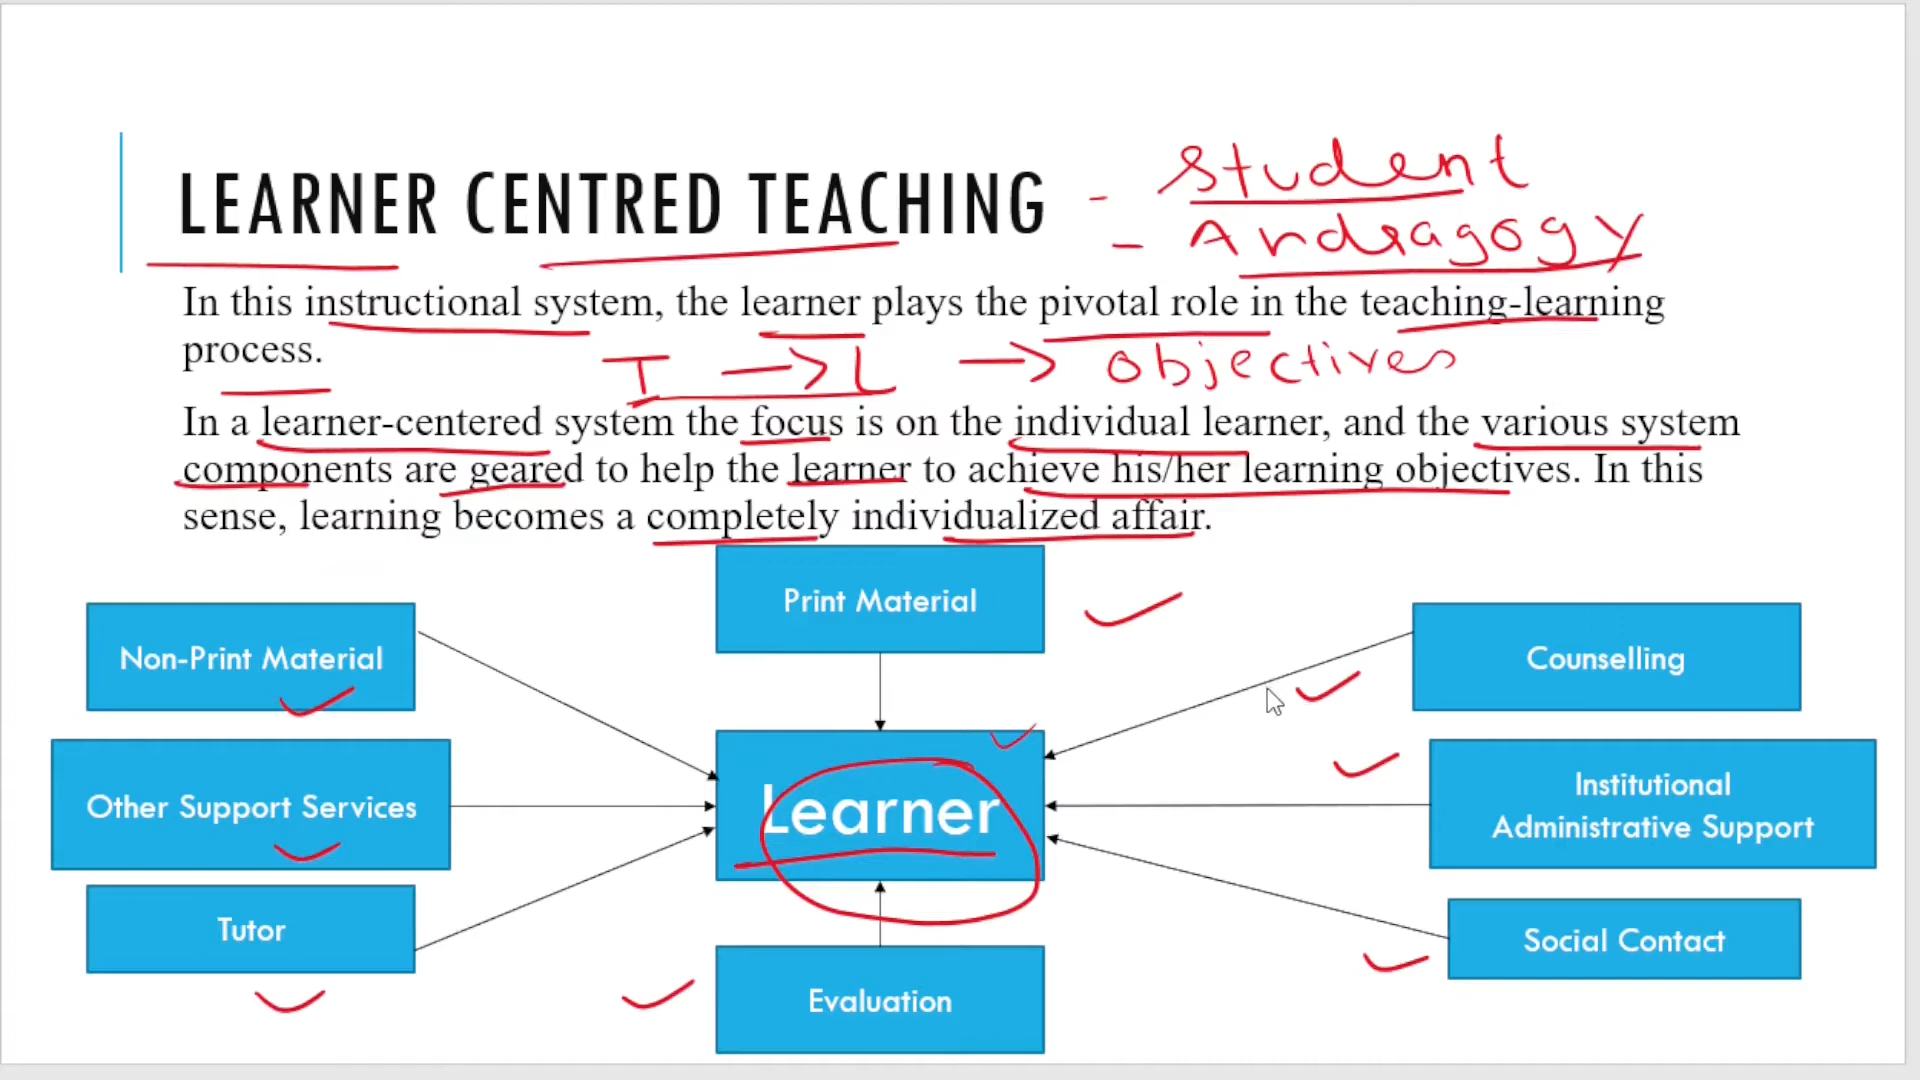 LEARNER CENTRED TEACHING
- Student
- Andragogy
In this instructional system, the learner plays the pivotal role in the teaching-learning
process.
I → L → Objectives
In a learner-centered system the focus is on the individual learner, and the various system
components are geared to help the learner to achieve his/her learning objectives. In this
sense, learning becomes a completely individualized affair.
Print Material
Non-Print Material
Counselling
Other Support Services
Learner
Institutional
Administrative Support
Tutor
Social Contact
Evaluation